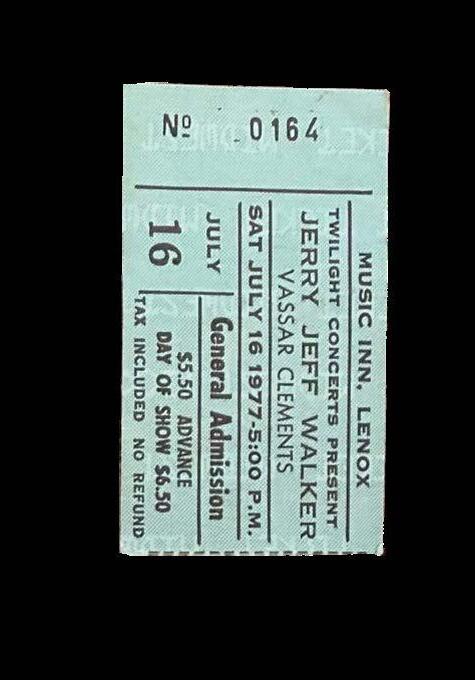 Nº 0164
MUSIC INN, LENOX
TWILIGHT CONCERTS PRESENT
JERRY JEFF WALKER
VASSAR CLEMENTS
SAT JULY 16 1977-5:00 P.M.
JULY
16
General Admission
$5.50 ADVANCE
DAY OF SHOW $6.50
TAX INCLUDED NO REFUND